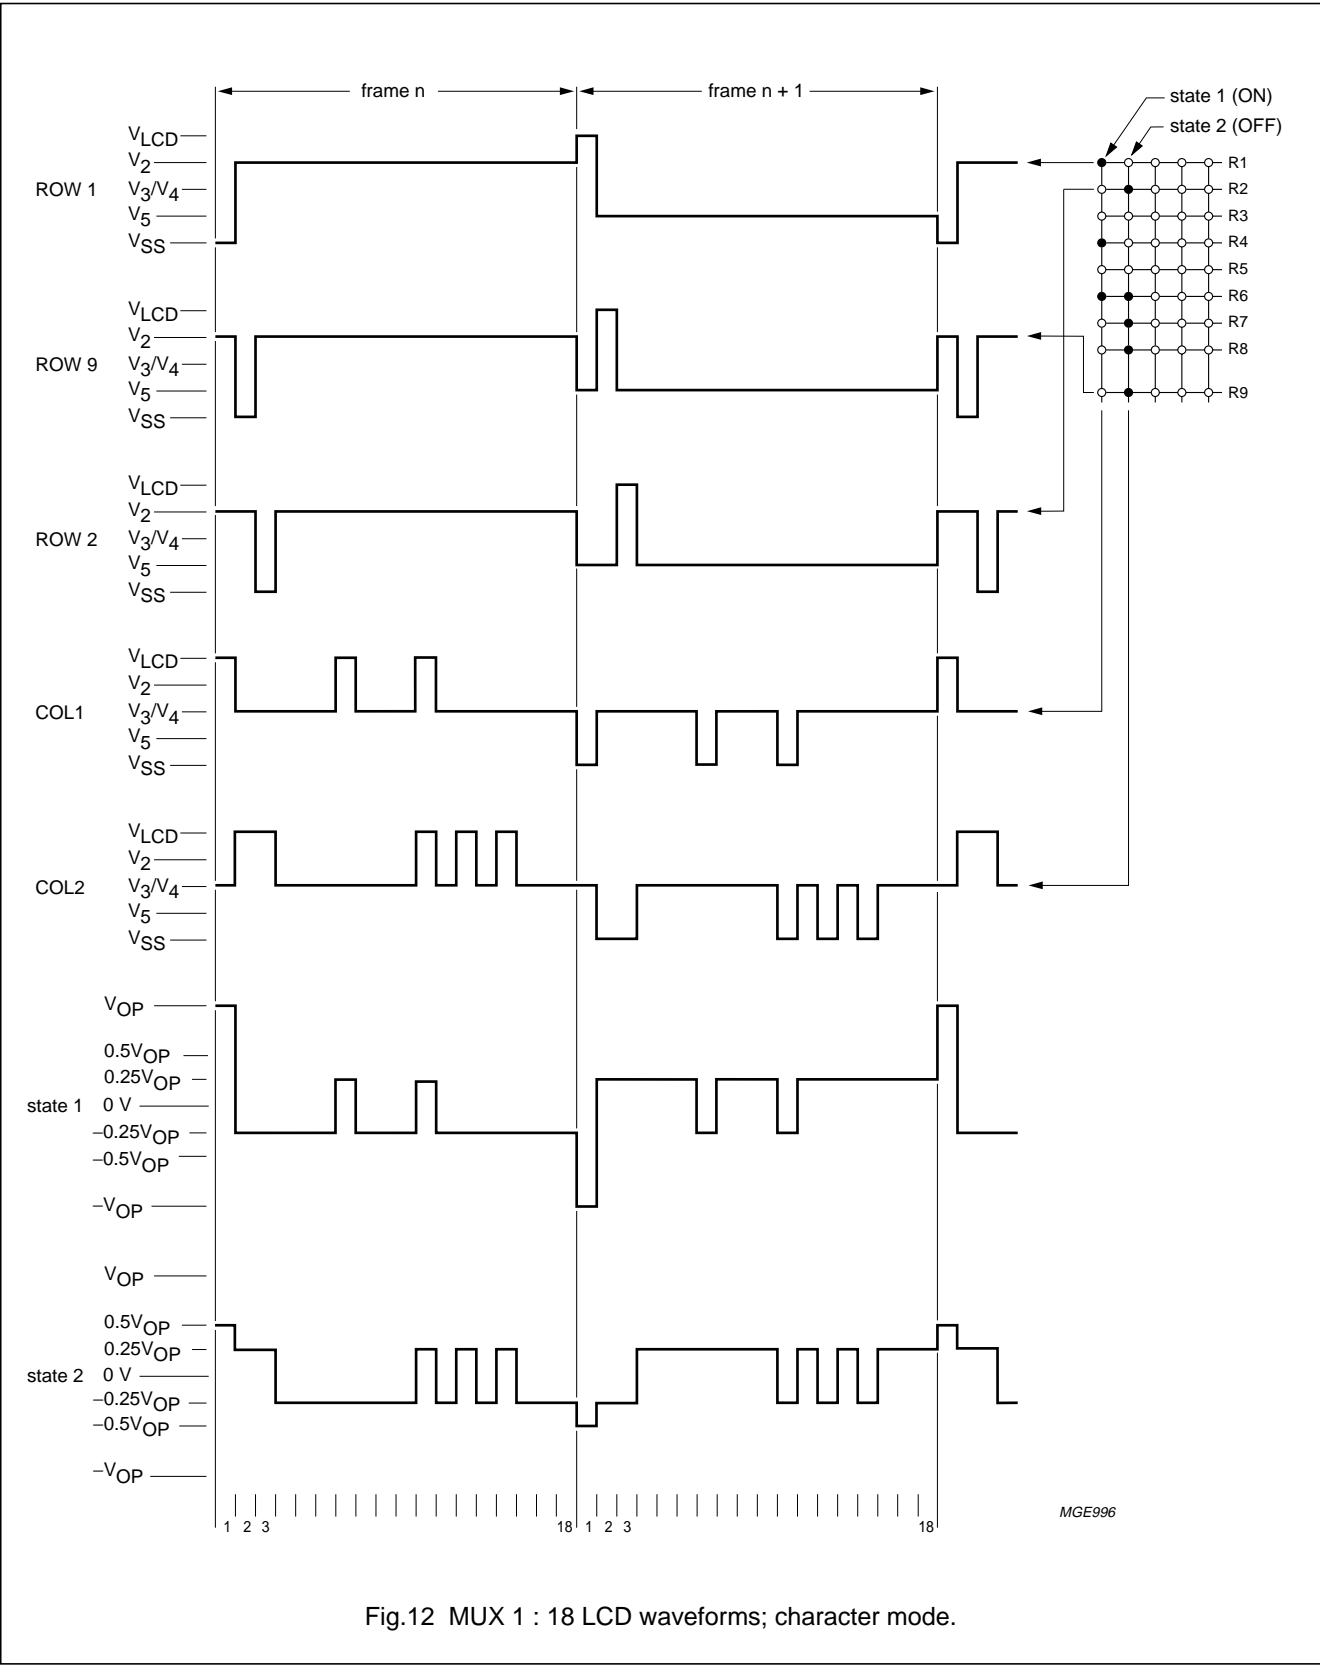 frame n
frame n + 1
state 1 (ON)
state 2 (OFF)
ROW 1
VLCD
V2
V3/V4
V5
VSS
R1
R2
R3
R4
R5
R6
R7
R8
R9
ROW 9
VLCD
V2
V3/V4
V5
VSS
ROW 2
VLCD
V2
V3/V4
V5
VSS
COL1
VLCD
V2
V3/V4
V5
VSS
COL2
VLCD
V2
V3/V4
V5
VSS
state 1
VOP
0.5VOP
0.25VOP
0 V
−0.25VOP
−0.5VOP
−VOP
state 2
VOP
0.5VOP
0.25VOP
0 V
−0.25VOP
−0.5VOP
−VOP
1 2 3 18 1 2 3 18
MGE996
Fig.12 MUX 1 : 18 LCD waveforms; character mode.